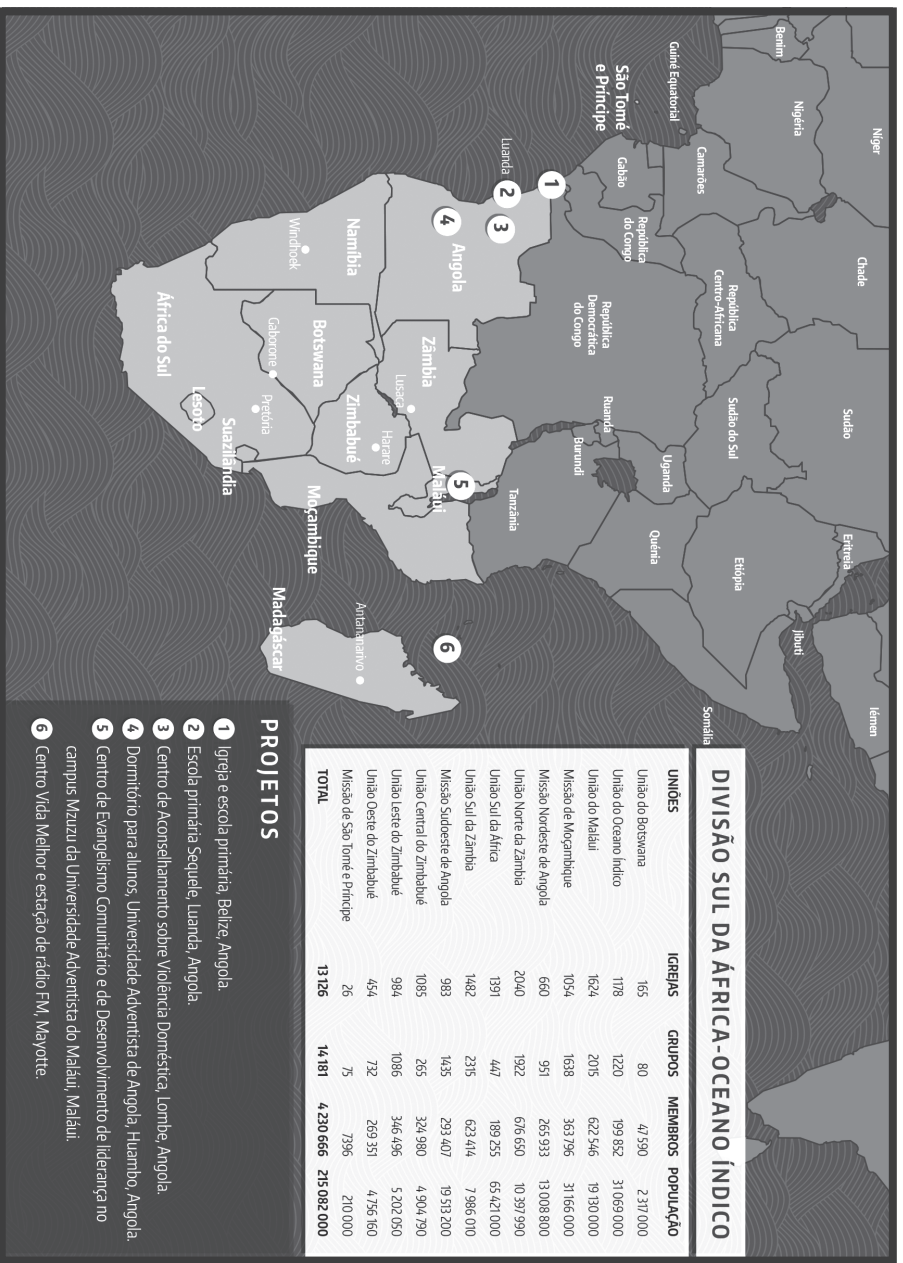 DIVISÃO SUL DA ÁFRICA-OCEANO ÍNDICO
UNIÕES IGREJAS GRUPOS MEMBROS POPULAÇÃO
União do Botswana 165 80 47 590 2 317 000
União do Oceano Índico 1178 1220 199 852 31 069 000
União do Maláui 1624 2015 622 546 19 130 000
Missão de Moçambique 1054 1638 363 796 31 166 000
Missão Nordeste de Angola 660 951 265 933 13 008 800
União Norte da Zâmbia 2040 1922 676 650 10 397 990
União Sul da África 1391 447 189 255 65 421 000
União Sul da Zâmbia 1482 2315 623 414 7 986 010
Missão Sudoeste de Angola 983 1435 293 407 19 513 200
União Central do Zimbabué 1085 265 324 980 4 904 790
União Leste do Zimbabué 984 1086 346 496 5 202 050
União Oeste do Zimbabué 454 732 269 351 4 756 160
Missão de São Tomé e Príncipe 26 75 7396 210 000
TOTAL 13 126 14 181 4 230 666 215 082 000
PROJETOS
1 Igreja e escola primária, Belize, Angola.
2 Escola primária Sequele, Luanda, Angola.
3 Centro de Aconselhamento sobre Violência Doméstica, Lombe, Angola.
4 Dormitório para alunos, Universidade Adventista de Angola, Huambo, Angola.
5 Centro de Evangelismo Comunitário e de Desenvolvimento de liderança no
campus Mzuzu da Universidade Adventista do Maláui, Maláui.
6 Centro Vida Melhor e estação de rádio FM, Mayotte.
Níger
Chade
Sudão
Eritreia
Iémen
Benim
Nigéria
Jibuti
Camarões
República
Centro-Africana
Sudão do Sul
Etiópia
Somália
Guiné Equatorial
São Tomé
e Príncipe
Gabão
República
do Congo
República
Democrática
do Congo
Uganda
Quénia
Ruanda
Burundi
Tanzânia
1
Luanda
2
3
4
Angola
5
6
Zâmbia
Lusaca
Maláui
Namíbia
Windhoek
Botswana
Gaborone
Zimbabué
Harare
Moçambique
Antananarivo
Madagáscar
África do Sul
Pretória
Lesoto
Suazilândia